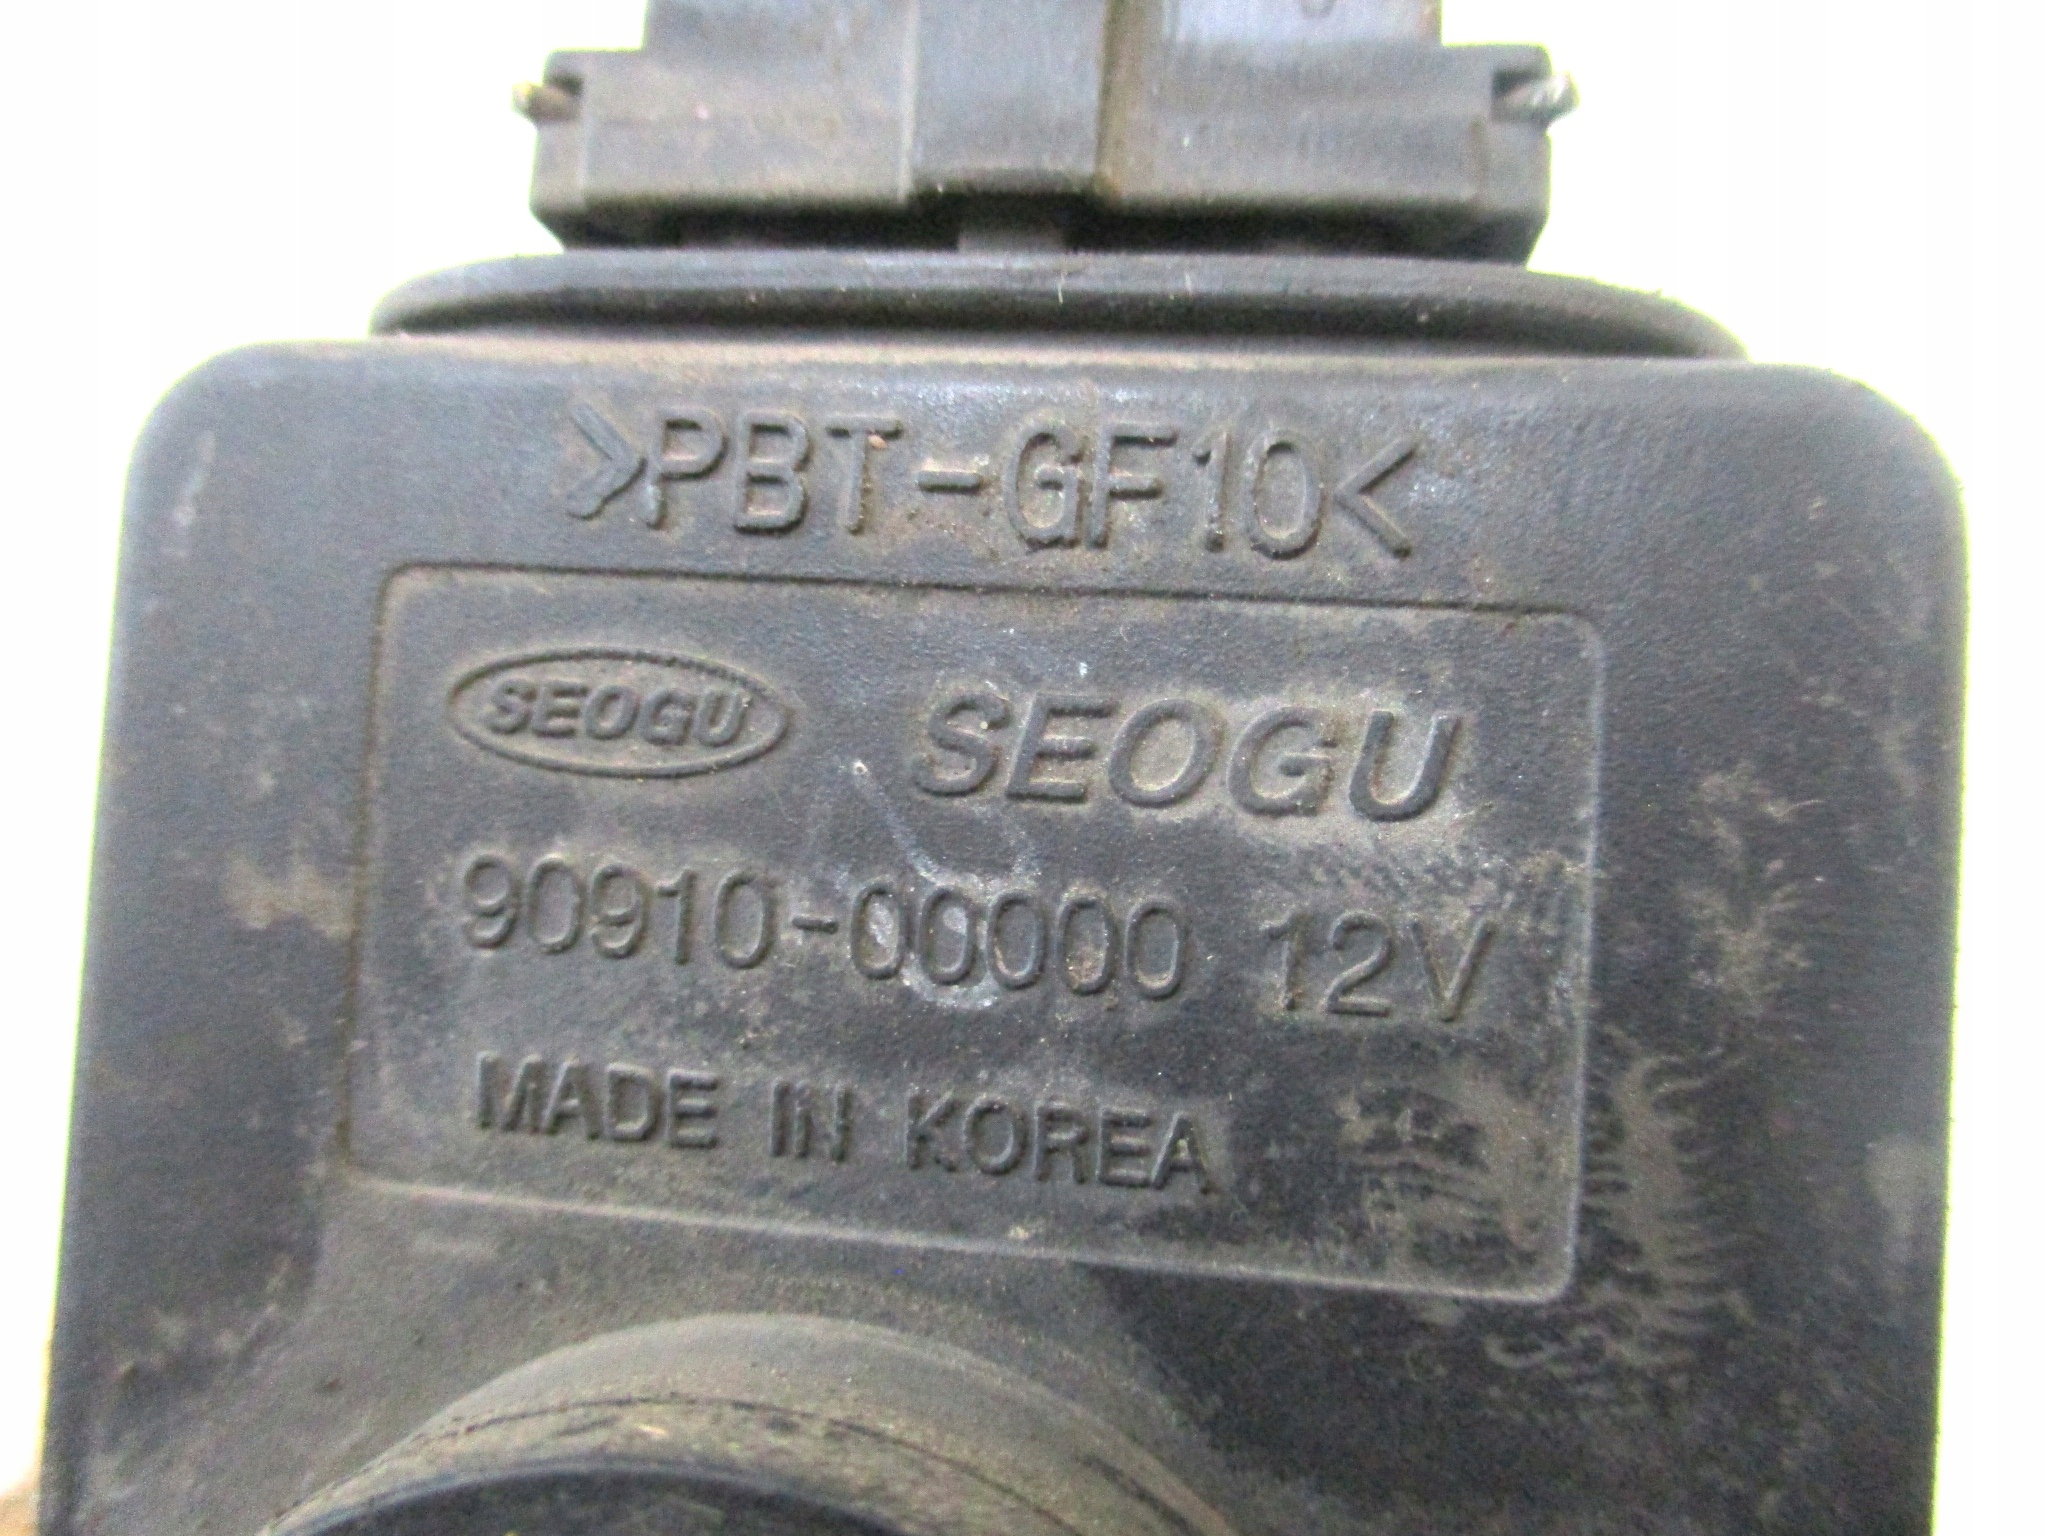 >PBT-GF10<
SEOGU SEOGU
90910-00000 12V
MADE IN KOREA